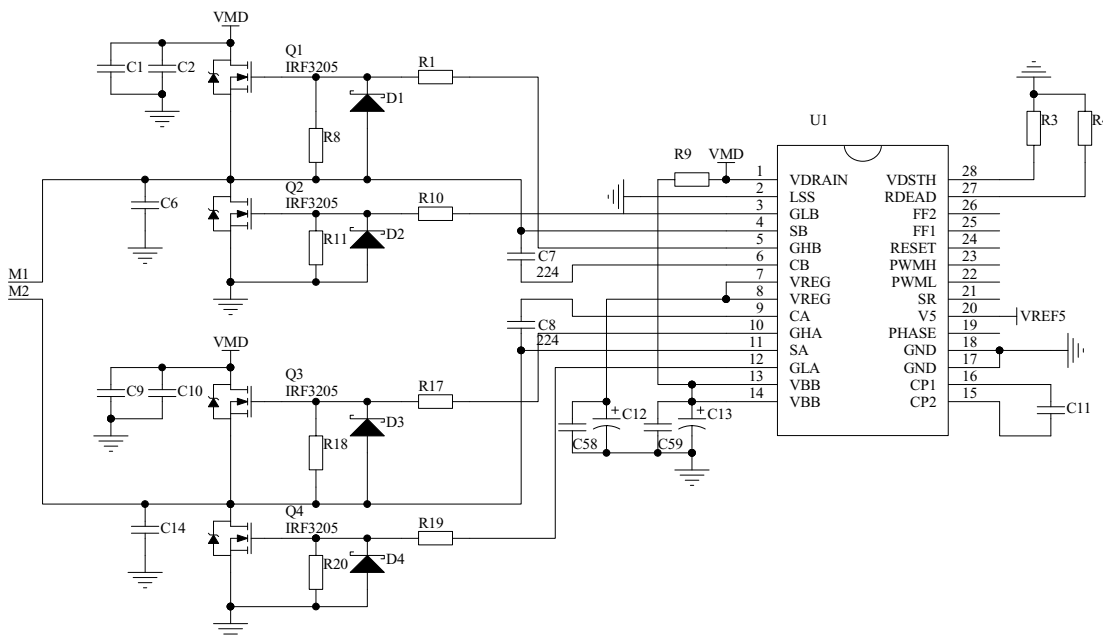 VMD
C1
C2
Q1
IRF3205
R1
D1
R8
U1
R3
R9
VMD
1 VDRAIN VDSTH 28
2 LSS RDEAD 27
3 GLB FF2 26
4 SB FF1 25
5 GHB RESET 24
6 CB PWMH 23
7 VREG PWML 22
8 VREG SR 21
9 CA V5 20
10 GHA PHASE 19
11 SA GND 18
12 GLA GND 17
13 VBB CP1 16
14 VBB CP2 15
VREF5
C11
C6
Q2
IRF3205
R10
R11
D2
C7
224
M1
M2
C8
224
VMD
C9
C10
Q3
IRF3205
R17
D3
R18
+
C12
+
C13
C58
C59
Q4
IRF3205
R19
C14
R20
D4